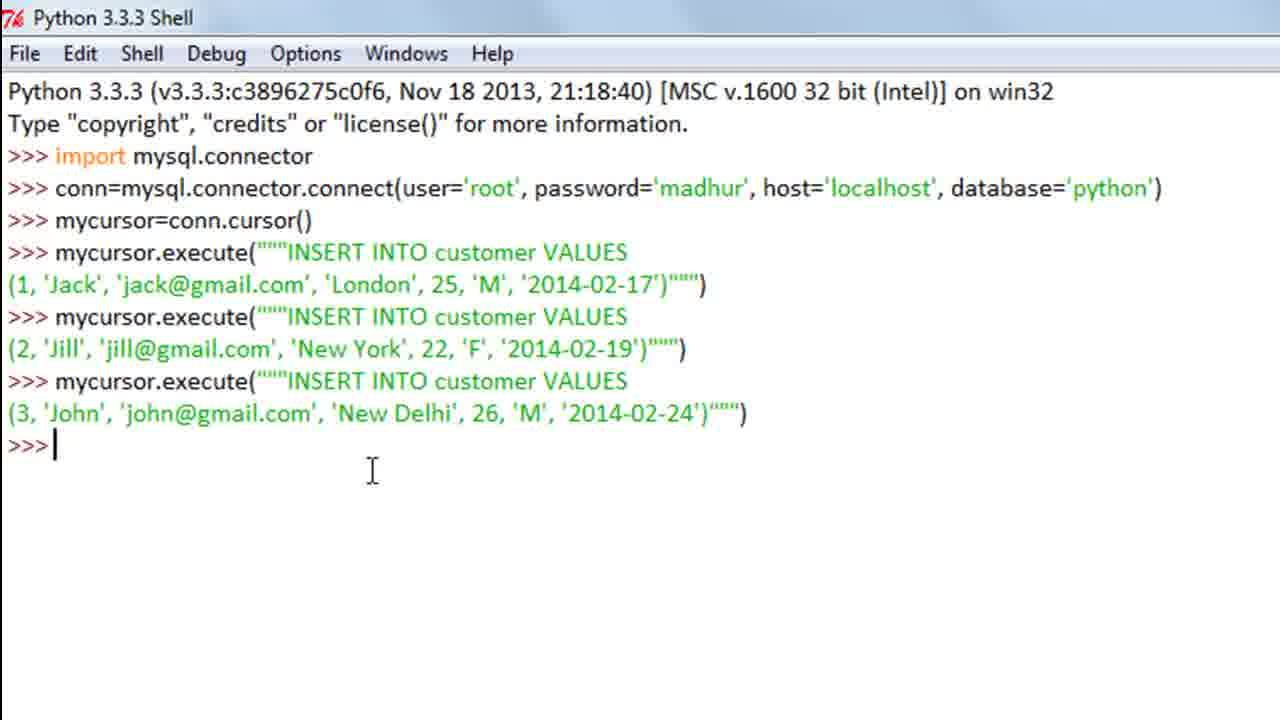 Python 3.3.3 Shell
File Edit Shell Debug Options Windows Help
Python 3.3.3 (v3.3.3:c3896275c0f6, Nov 18 2013, 21:18:40) [MSC v.1600 32 bit (Intel)] on win32
Type "copyright", "credits" or "license()" for more information.
>>> import mysql.connector
>>> conn=mysql.connector.connect(user='root', password='madhur', host='localhost', database='python')
>>> mycursor=conn.cursor()
>>> mycursor.execute("""INSERT INTO customer VALUES
(1, 'Jack', 'jack@gmail.com', 'London', 25, 'M', '2014-02-17')""")
>>> mycursor.execute("""INSERT INTO customer VALUES
(2, 'Jill', 'jill@gmail.com', 'New York', 22, 'F', '2014-02-19')""")
>>> mycursor.execute("""INSERT INTO customer VALUES
(3, 'John', 'john@gmail.com', 'New Delhi', 26, 'M', '2014-02-24')""")
>>>